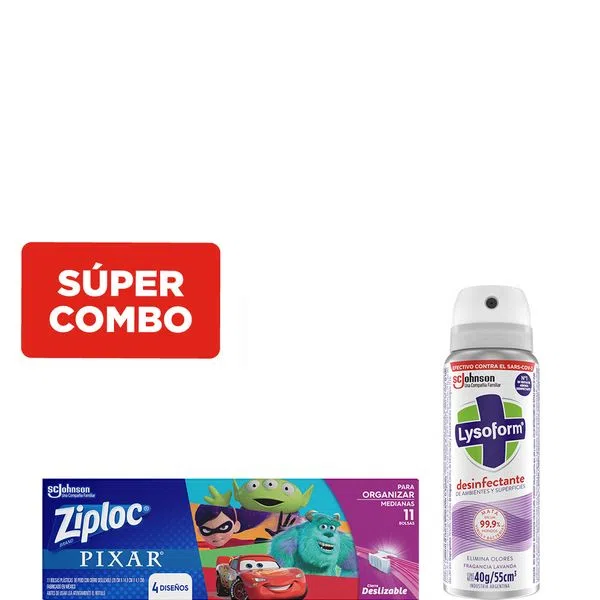 SÚPER
COMBO
SC Johnson
Una Compañía Familiar
Ziploc®
BRAND
PIXAR
4 DISEÑOS
PARA
ORGANIZAR
MEDIANAS
11
BOLSAS
Cierre
Deslizable
EFECTIVO CONTRA EL SARS-COV-2
SC Johnson
Una Compañía Familiar
N°1
Lysoform®
desinfectante
DE AMBIENTES Y SUPERFICIES
MATA
99.9%
ELIMINA OLORES
FRAGANCIA LAVANDA
40g/55cm³
INDUSTRIA ARGENTINA